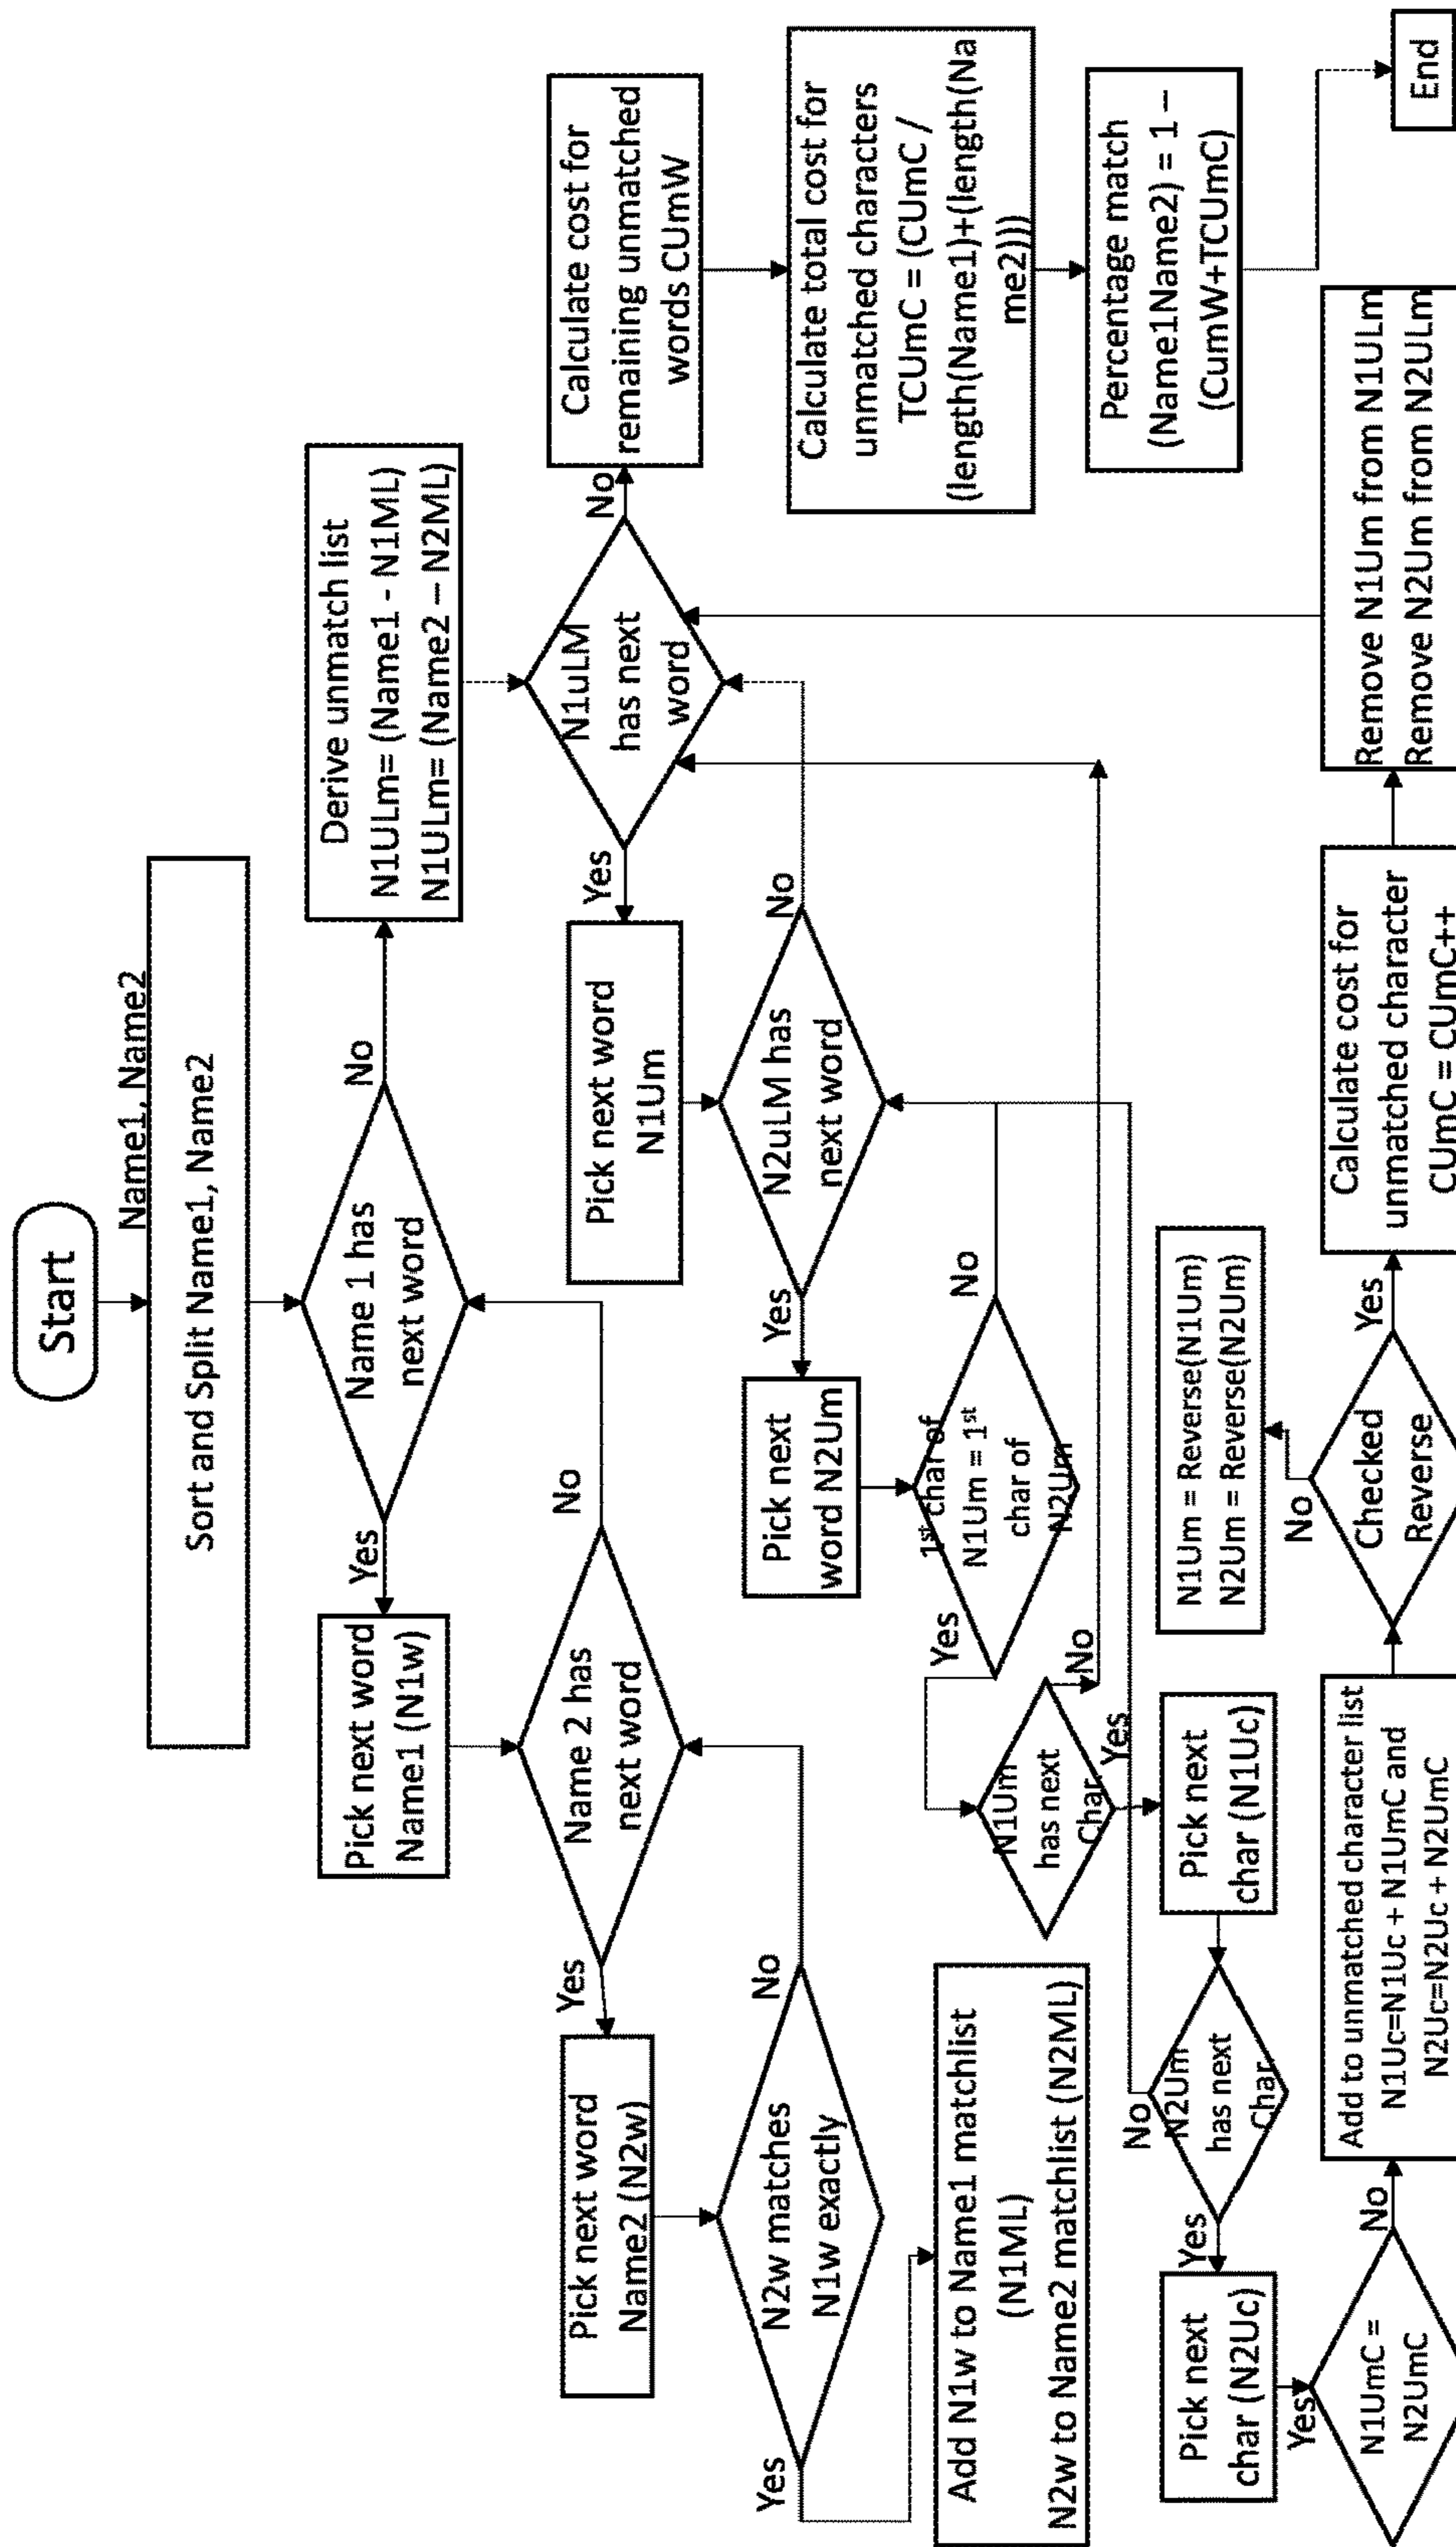 Start
Name1, Name2
Sort and Split Name1, Name2
Name 1 has
next word
Yes
No
Pick next word
Name1 (N1w)
Derive unmatch list
N1ULm= (Name1 - N1ML)
N1ULm= (Name2 – N2ML)
Name 2 has
next word
Yes
No
Pick next word
Name2 (N2w)
N2w matches
N1w exactly
Yes
No
Add N1w to Name1 matchlist
(N1ML)
N2w to Name2 matchlist (N2ML)
N1uLM
has next
word
Yes
No
Pick next word
N1Um
Calculate cost for
remaining unmatched
words CUmW
Calculate total cost for
unmatched characters
TCUmC = (CUmC /
(length(Name1)+(length(Na
me2)))
Percentage match
(Name1Name2) = 1 –
(CumW+TCUmC)
End
N2uLM has
next word
Yes
No
Pick next
word N2Um
1st char of
N1Um = 1st
char of
N2Um
Yes
No
N1Um
has next
Char.
No
Yes
Pick next
char (N1Uc)
N2Um
has next
Char.
No
Yes
Pick next
char (N2Uc)
Yes
N1UmC =
N2UmC
No
Add to unmatched character list
N1Uc=N1Uc + N1UmC and
N2Uc=N2Uc + N2UmC
Checked
Reverse
No
Yes
N1Um = Reverse(N1Um)
N2Um = Reverse(N2Um)
Calculate cost for
unmatched character
CUmC = CUmC++
Remove N1Um from N1ULm
Remove N2Um from N2ULm